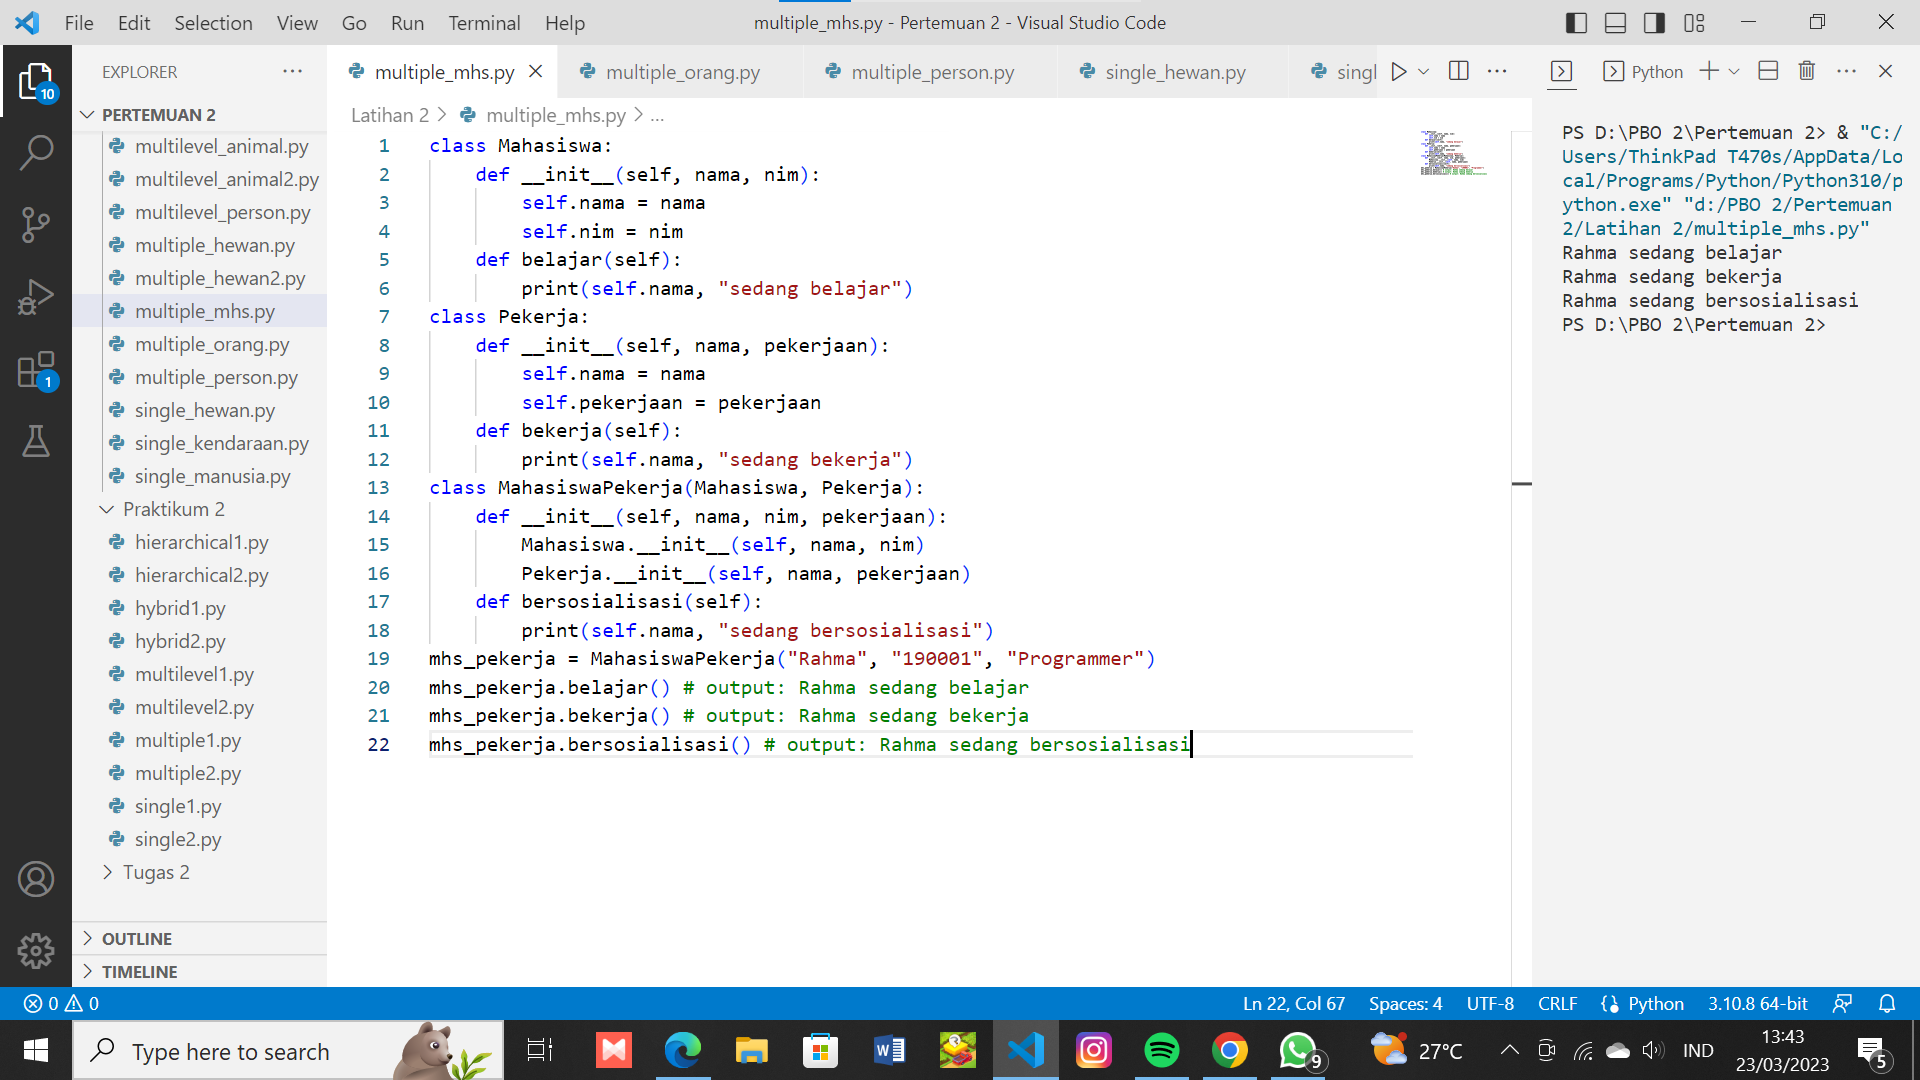 File Edit Selection View Go Run Terminal Help
multiple_mhs.py - Pertemuan 2 - Visual Studio Code
EXPLORER
PERTEMUAN 2
multilevel_animal.py
multilevel_animal2.py
multilevel_person.py
multiple_hewan.py
multiple_hewan2.py
multiple_mhs.py
multiple_orang.py
multiple_person.py
single_hewan.py
single_kendaraan.py
single_manusia.py
Praktikum 2
hierarchical1.py
hierarchical2.py
hybrid1.py
hybrid2.py
multilevel1.py
multilevel2.py
multiple1.py
multiple2.py
single1.py
single2.py
Tugas 2
OUTLINE
TIMELINE
10
1
multiple_mhs.py multiple_orang.py multiple_person.py single_hewan.py singl
Latihan 2 > multiple_mhs.py > ...
1 class Mahasiswa:
2     def __init__(self, nama, nim):
3         self.nama = nama
4         self.nim = nim
5     def belajar(self):
6         print(self.nama, "sedang belajar")
7 class Pekerja:
8     def __init__(self, nama, pekerjaan):
9         self.nama = nama
10         self.pekerjaan = pekerjaan
11     def bekerja(self):
12         print(self.nama, "sedang bekerja")
13 class MahasiswaPekerja(Mahasiswa, Pekerja):
14     def __init__(self, nama, nim, pekerjaan):
15         Mahasiswa.__init__(self, nama, nim)
16         Pekerja.__init__(self, nama, pekerjaan)
17     def bersosialisasi(self):
18         print(self.nama, "sedang bersosialisasi")
19 mhs_pekerja = MahasiswaPekerja("Rahma", "190001", "Programmer")
20 mhs_pekerja.belajar() # output: Rahma sedang belajar
21 mhs_pekerja.bekerja() # output: Rahma sedang bekerja
22 mhs_pekerja.bersosialisasi() # output: Rahma sedang bersosialisasi
Python
PS D:\PBO 2\Pertemuan 2> & "C:/
Users/ThinkPad T470s/AppData/Lo
cal/Programs/Python/Python310/p
ython.exe" "d:/PBO 2/Pertemuan
2/Latihan 2/multiple_mhs.py"
Rahma sedang belajar
Rahma sedang bekerja
Rahma sedang bersosialisasi
PS D:\PBO 2\Pertemuan 2>
0 0
Ln 22, Col 67 Spaces: 4 UTF-8 CRLF Python 3.10.8 64-bit
Type here to search
9
27°C
IND
13:43
23/03/2023
5